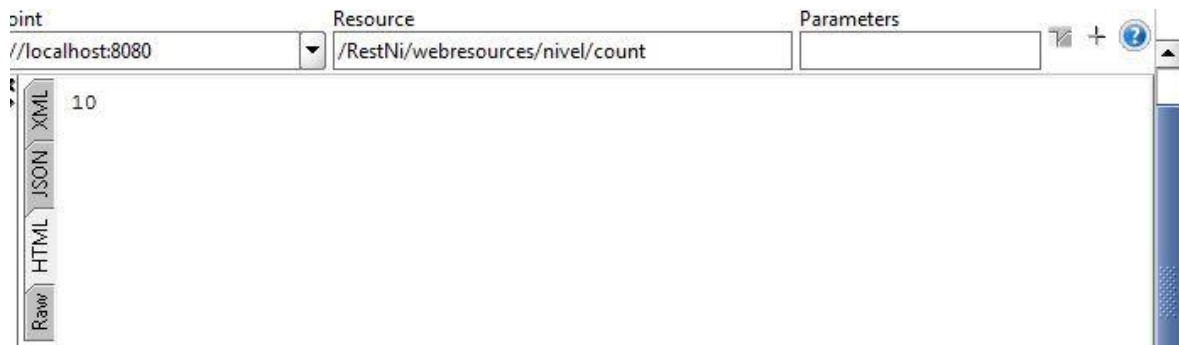 oint Resource Parameters
//localhost:8080 /RestNi/webresources/nivel/count
XML 10
JSON
HTML
Raw